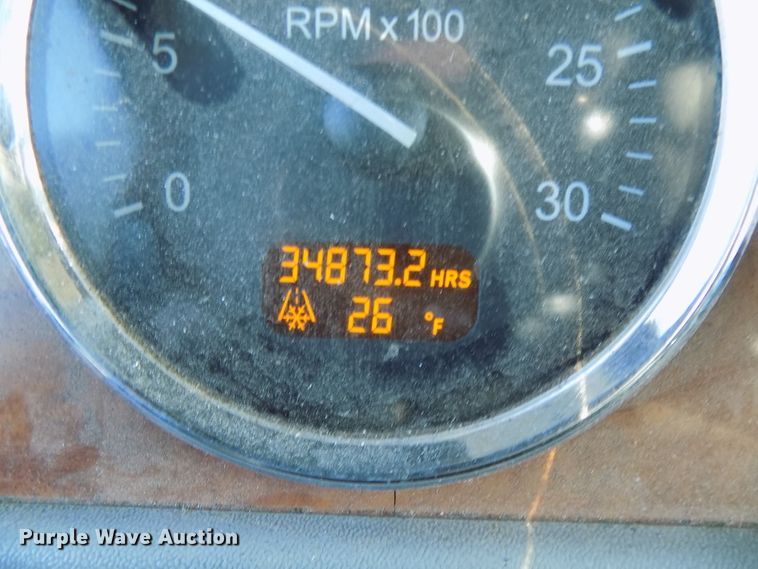 RPM x 100
5
25
0
30
34873.2 HRS
26 °F
Purple Wave Auction